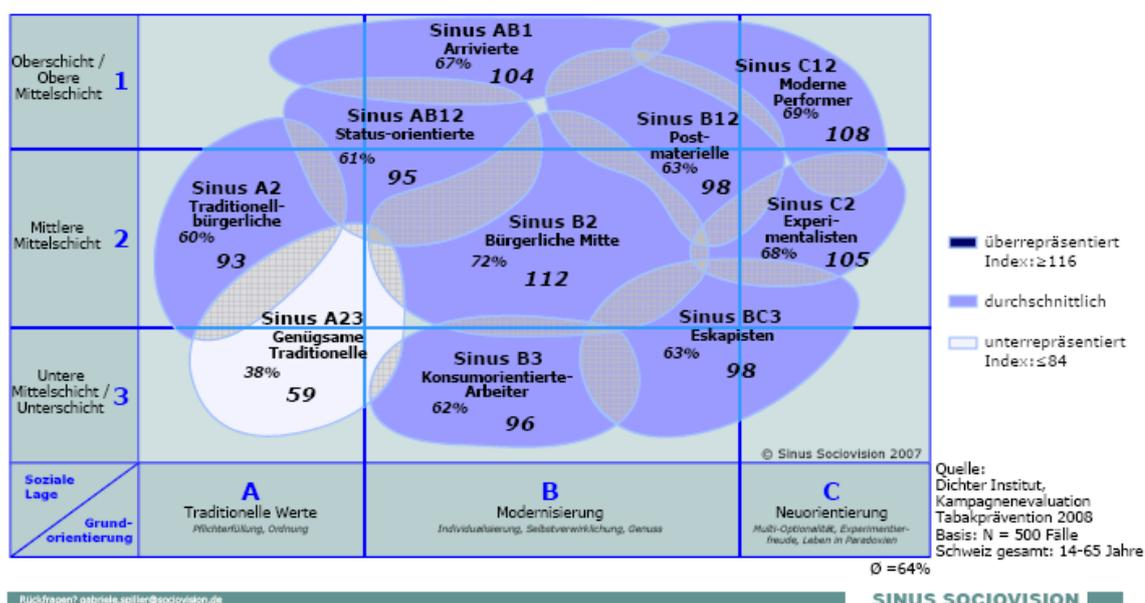 Oberschicht /
Obere
Mittelschicht
1
Mittlere
Mittelschicht
2
Untere
Mittelschicht /
Unterschicht
3
Sinus AB1
Arrivierte
67%
104
Sinus C12
Moderne
Performer
69%
108
Sinus AB12
Status-orientierte
61%
95
Sinus B12
Post-
materielle
63%
98
Sinus A2
Traditionell-
bürgerliche
60%
93
Sinus B2
Bürgerliche Mitte
72%
112
Sinus C2
Experi-
mentalisten
68%
105
Sinus A23
Genügsame
Traditionelle
38%
59
Sinus B3
Konsumorientierte-
Arbeiter
62%
96
Sinus BC3
Eskapisten
63%
98
© Sinus Sociovision 2007
Soziale
Lage
Grund-
orientierung
A
Traditionelle Werte
Pflichterfüllung, Ordnung
B
Modernisierung
Individualisierung, Selbstverwirklichung, Genuss
C
Neuorientierung
Multi-Optionalität, Experimentier-
freude, Leben in Paradoxien
überrepräsentiert
Index:≥116
durchschnittlich
unterrepräsentiert
Index:≤84
Quelle:
Dichter Institut,
Kampagnenevaluation
Tabakprävention 2008
Basis: N = 500 Fälle
Schweiz gesamt: 14-65 Jahre
Ø =64%
Rückfragen? gabriele.spiller@sociovision.de
SINUS SOCIOVISION